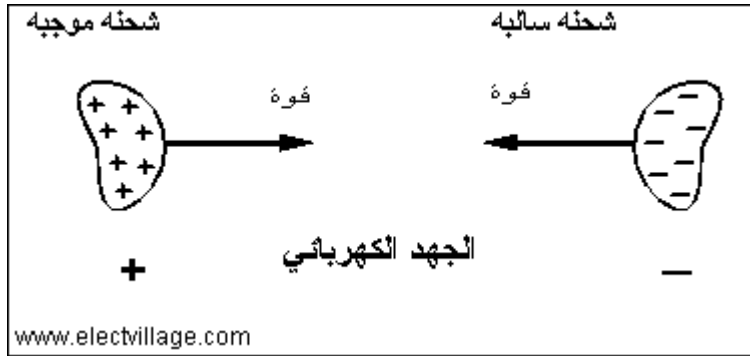 شحنه موجبه
شحنه سالبه
قوة
قوة
الجهد الكهربائي
+
−
www.electvillage.com